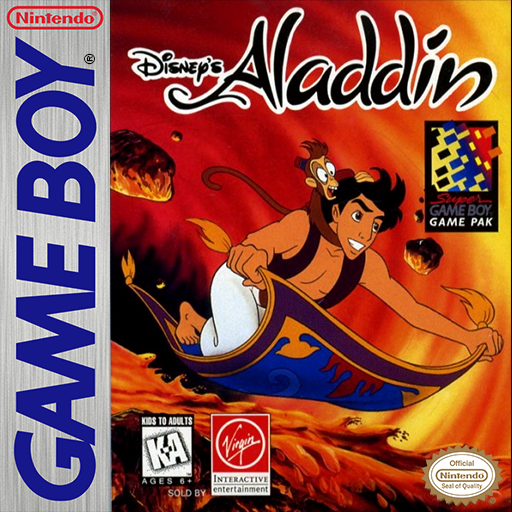 Nintendo
GAME BOY
®
Disney's Aladdin
Super
GAME BOY
GAME PAK
KIDS TO ADULTS
KA
AGES 6+
SOLD BY
Virgin
INTERACTIVE
entertainment
Official
Nintendo
Seal of Quality